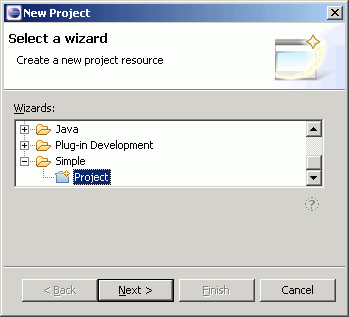 New Project
Select a wizard
Create a new project resource
Wizards:
Java
Plug-in Development
Simple
Project
?
< Back Next > Finish Cancel